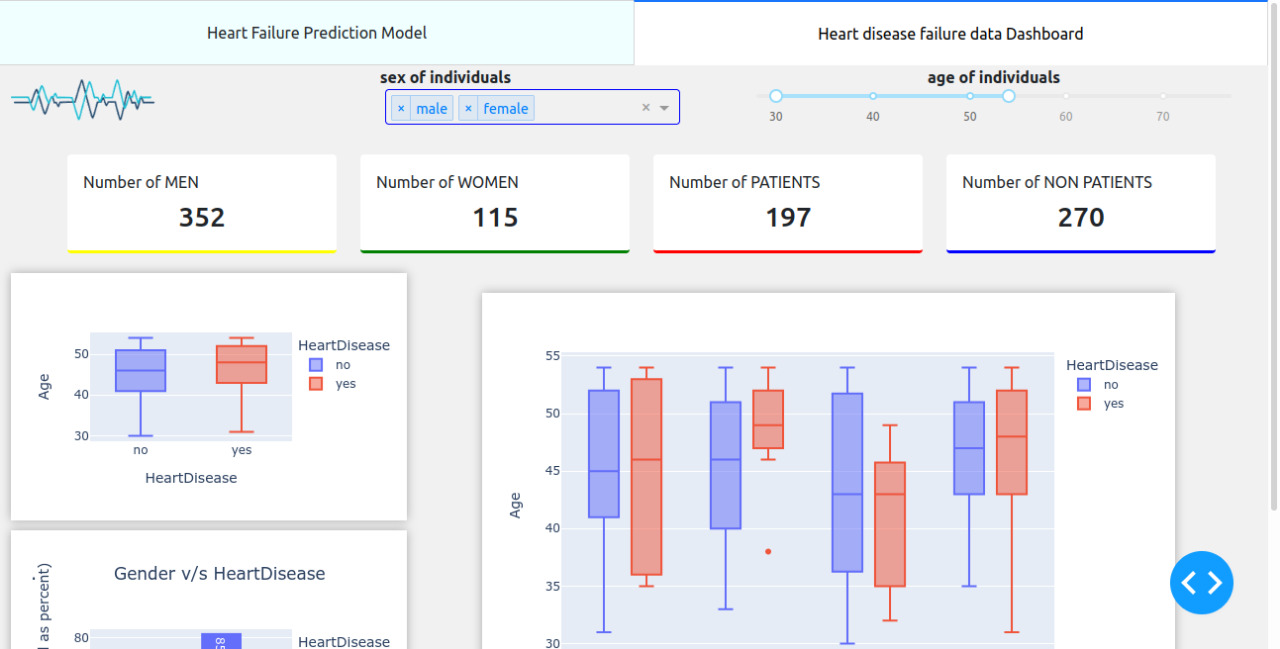 Heart Failure Prediction Model
Heart disease failure data Dashboard
sex of individuals
× male × female × 
age of individuals
30 40 50 60 70
Number of MEN
352
Number of WOMEN
115
Number of PATIENTS
197
Number of NON PATIENTS
270
50
40
30
Age
no yes
HeartDisease
HeartDisease
no
yes
Gender v/s HeartDisease
as percent)
80
HeartDisease
55
50
45
40
35
30
Age
HeartDisease
no
yes